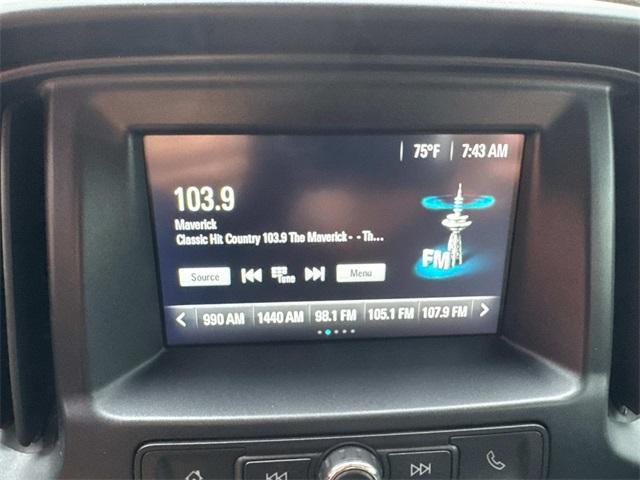 75°F 7:43 AM
103.9
Maverick
Classic Hit Country 103.9 The Maverick - - Th...
FM
Source Tune Menu
990 AM 1440 AM 98.1 FM 105.1 FM 107.9 FM